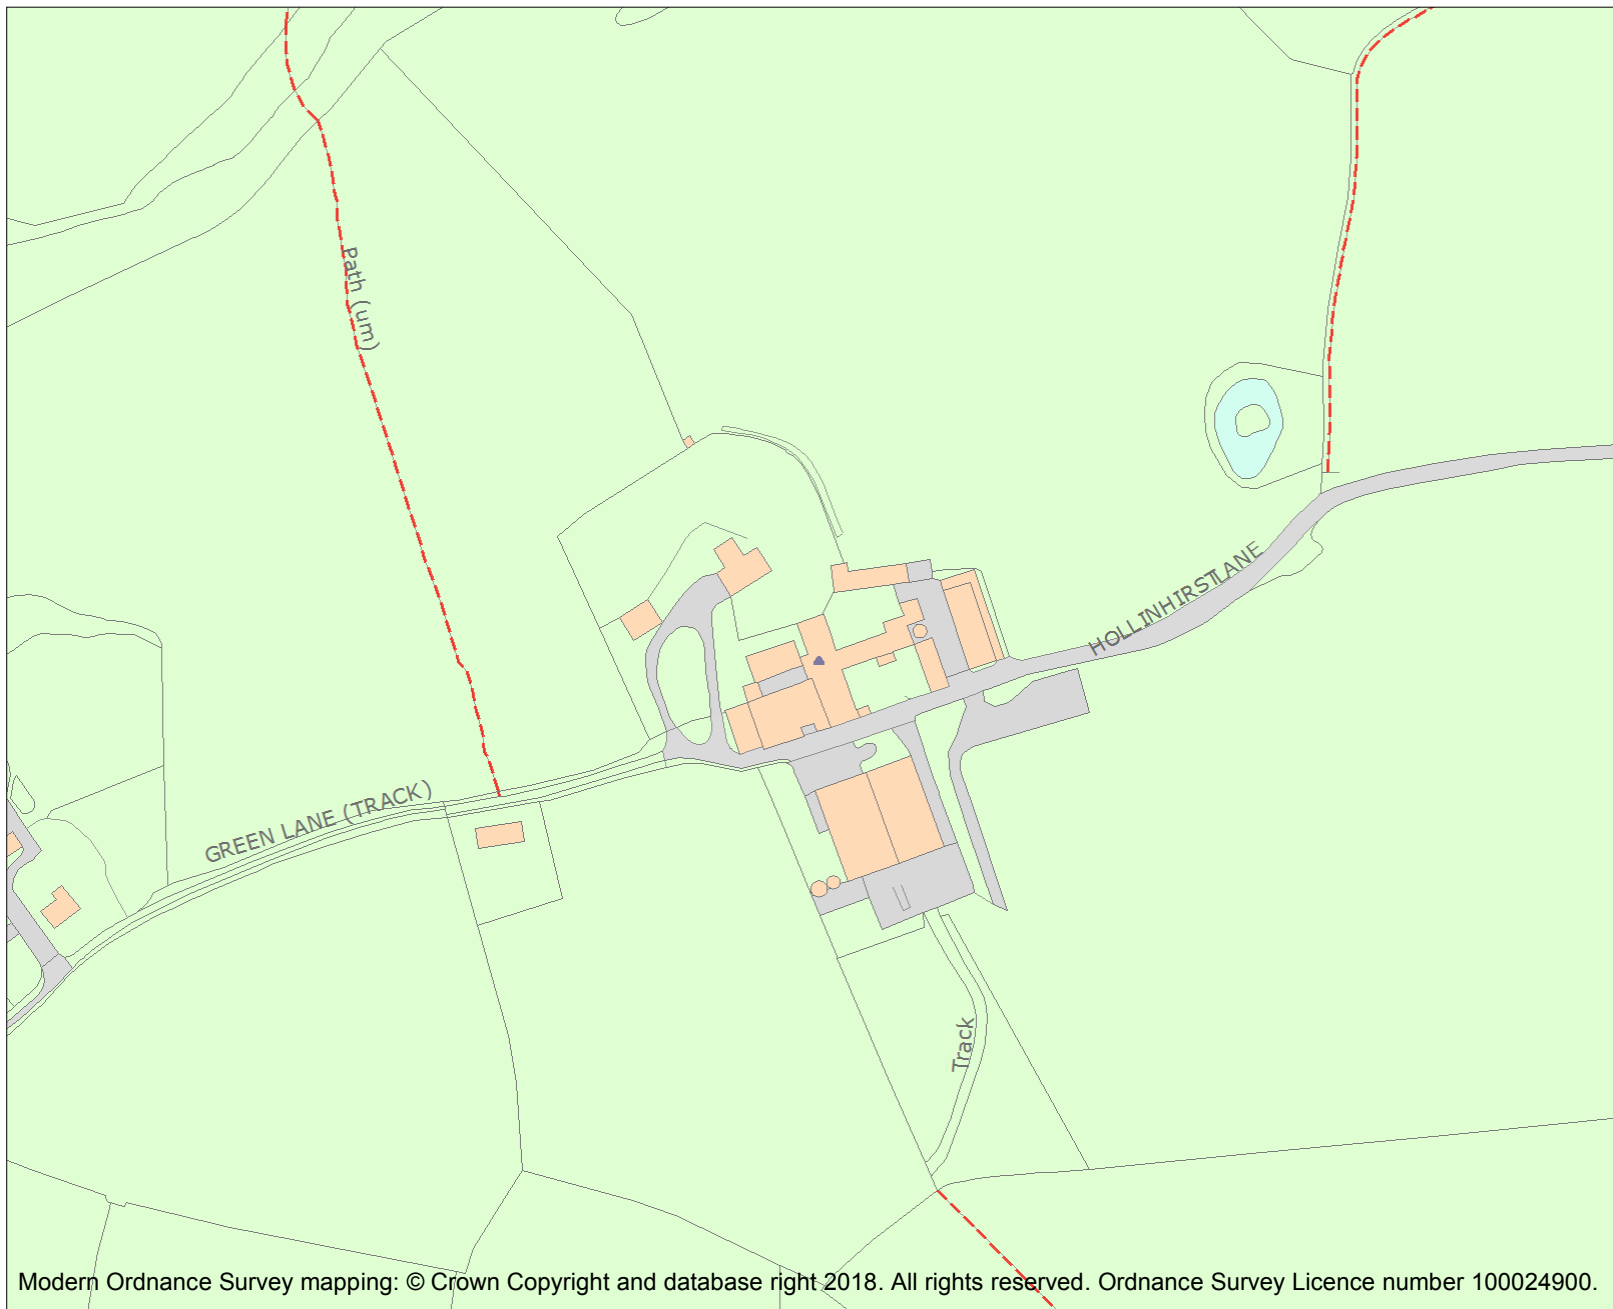 Path (um)
HOLLINHIRST LANE
GREEN LANE (TRACK)
Track
Modern Ordnance Survey mapping: © Crown Copyright and database right 2018. All rights reserved. Ordnance Survey Licence number 100024900.